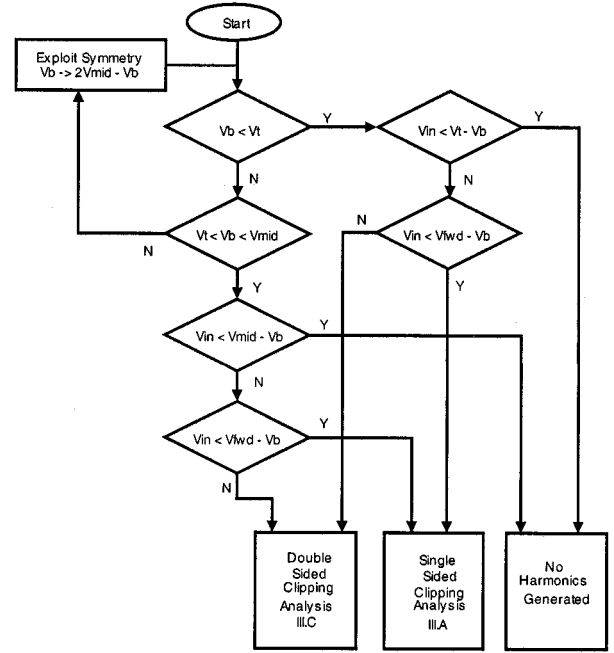 Start
Exploit Symmetry
Vb -> 2Vmid - Vb
Vb < Vt
Y
Vin < Vt - Vb
Y
N
N
Vt < Vb < Vmid
N
N
Vin < Vfwd - Vb
Y
Y
Vin < Vmid - Vb
Y
N
Vin < Vfwd - Vb
Y
N
Double
Sided
Clipping
Analysis
III.C
Single
Sided
Clipping
Analysis
III.A
No
Harmonics
Generated